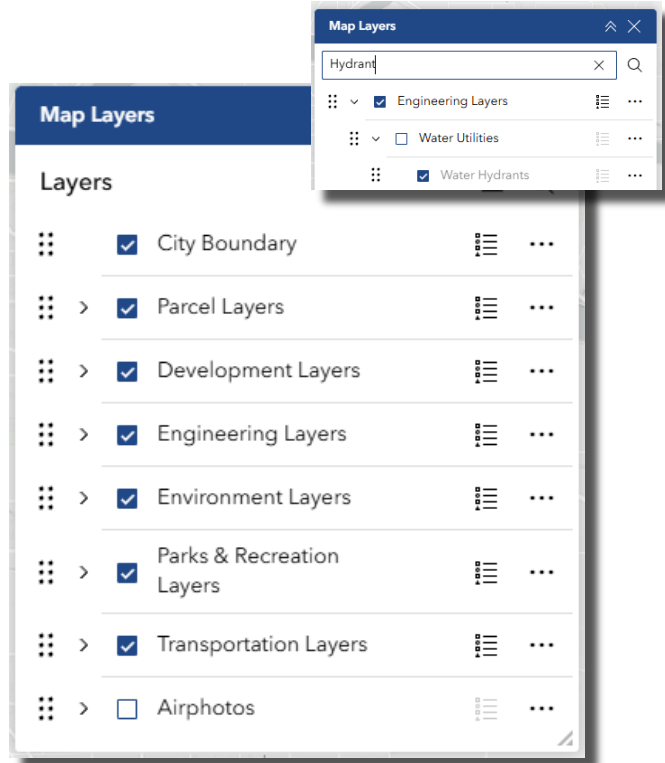 Map Layers
Hydrant
Engineering Layers
Water Utilities
Water Hydrants
Map Layers
Layers
City Boundary
Parcel Layers
Development Layers
Engineering Layers
Environment Layers
Parks & Recreation
Layers
Transportation Layers
Airphotos